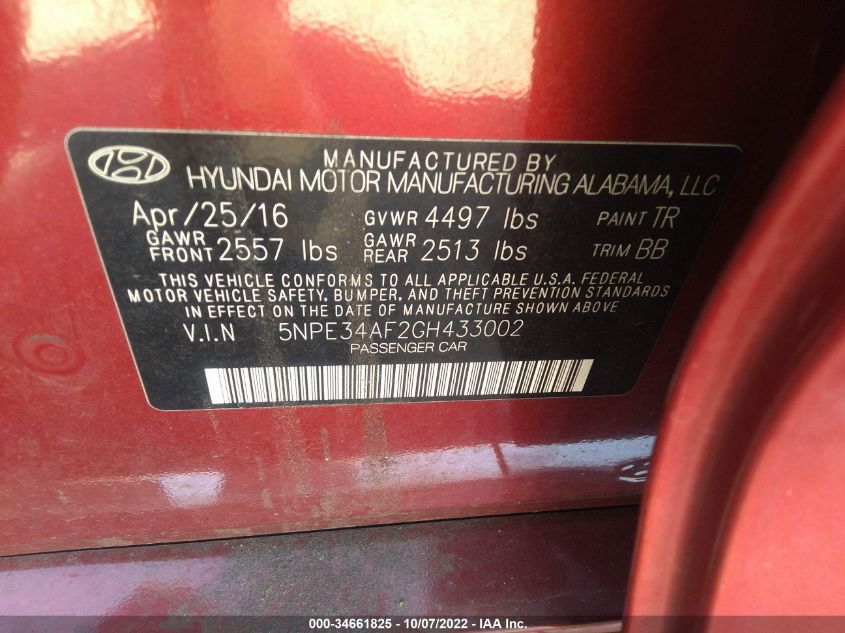 MANUFACTURED BY
HYUNDAI MOTOR MANUFACTURING ALABAMA, LLC
Apr/25/16 GVWR 4497 lbs PAINT TR
GAWR FRONT 2557 lbs GAWR REAR 2513 lbs TRIM BB
THIS VEHICLE CONFORMS TO ALL APPLICABLE U.S.A. FEDERAL
MOTOR VEHICLE SAFETY, BUMPER, AND THEFT PREVENTION STANDARDS
IN EFFECT ON THE DATE OF MANUFACTURE SHOWN ABOVE
V.I.N 5NPE34AF2GH433002
PASSENGER CAR
000-34661825 - 10/07/2022 - IAA Inc.